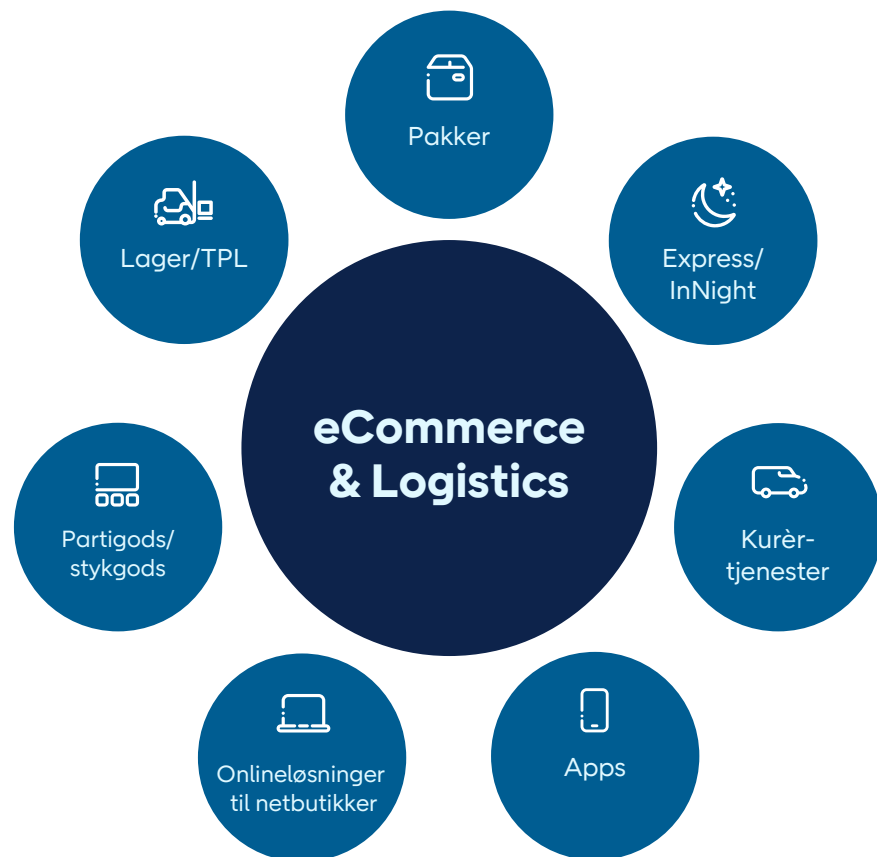 Pakker
Lager/TPL
Express/
InNight
eCommerce
& Logistics
Partigods/
stykgods
Kurèr-
tjenester
Onlineløsninger
til netbutikker
Apps